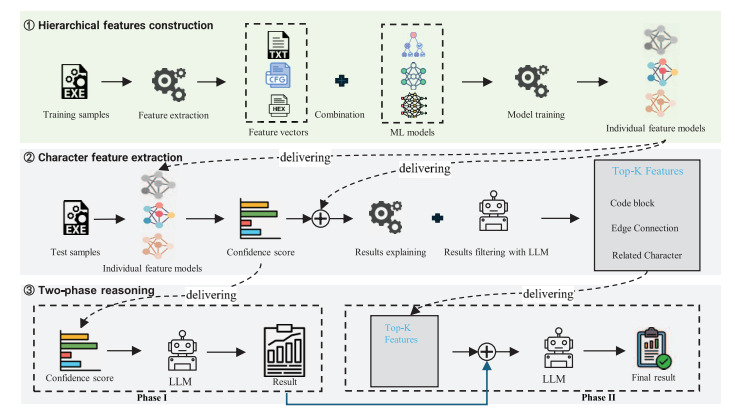 ① Hierarchical features construction
TXT
CFG
HEX
EXE
Training samples
Feature extraction
Feature vectors
Combination
ML models
Model training
Individual feature models
② Character feature extraction
delivering
delivering
EXE
Test samples
Individual feature models
Confidence score
Results explaining
Results filtering with LLM
Top-K Features
Code block
Edge Connection
Related Character
③ Two-phase reasoning
delivering
delivering
Confidence score
LLM
Result
Phase I
Top-K
Features
LLM
Final result
Phase II